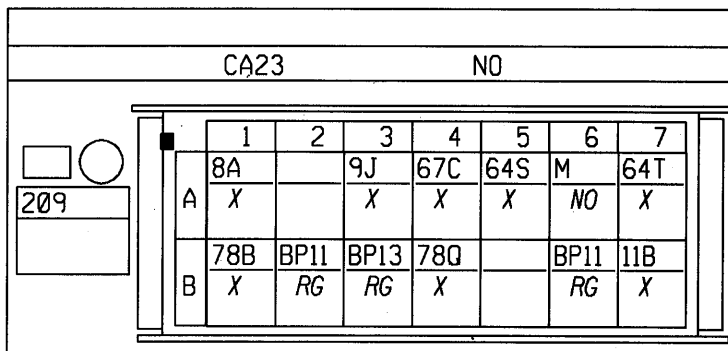 CA23 NO
1 2 3 4 5 6 7
209
A
8A 9J 67C 64S M 64T
X X X X NO X
B
78B BP11 BP13 78Q BP11 11B
X RG RG X RG X